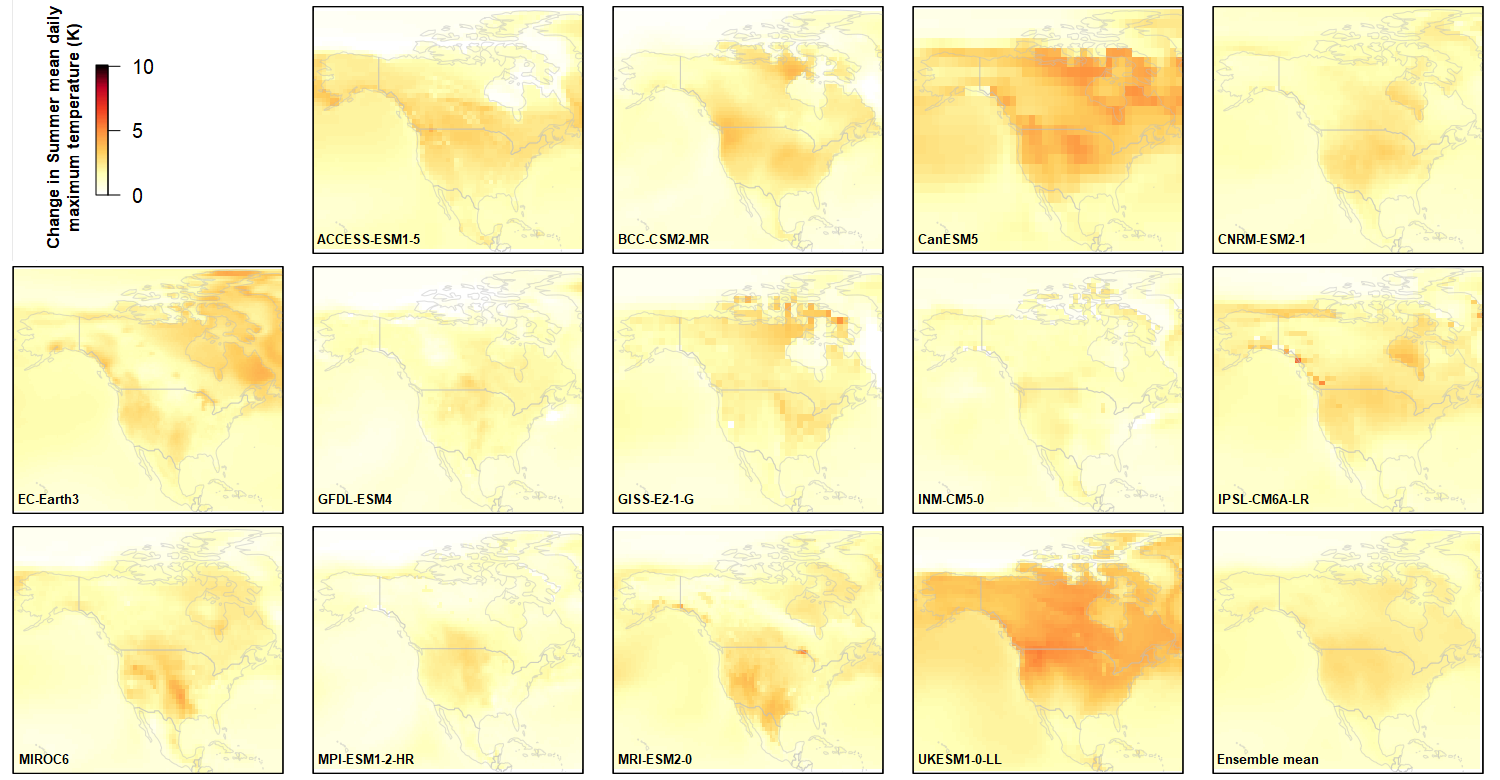 Change in Summer mean daily
maximum temperature (K)
10
5
0
ACCESS-ESM1-5
BCC-CSM2-MR
CanESM5
CNRM-ESM2-1
EC-Earth3
GFDL-ESM4
GISS-E2-1-G
INM-CM5-0
IPSL-CM6A-LR
MIROC6
MPI-ESM1-2-HR
MRI-ESM2-0
UKESM1-0-LL
Ensemble mean